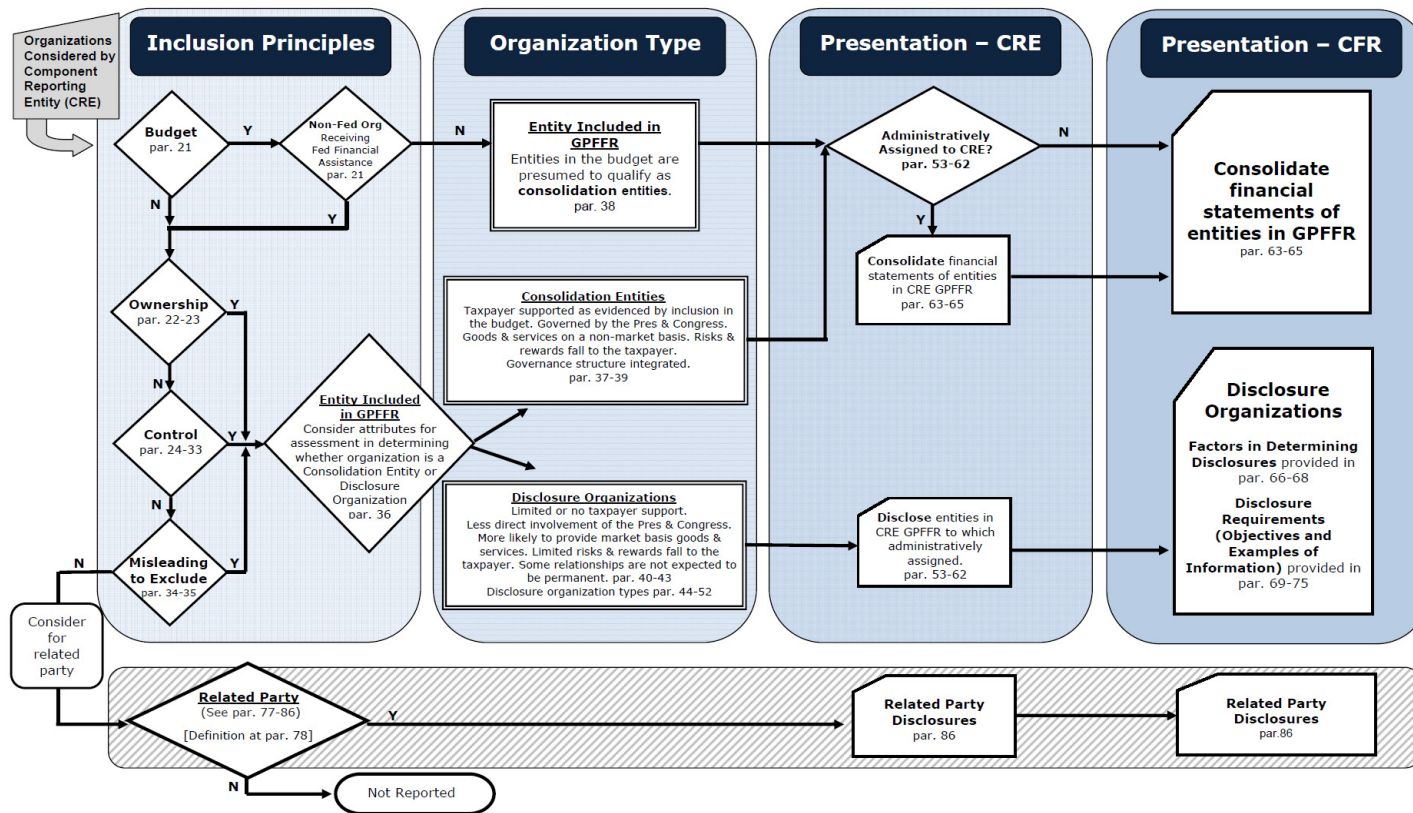 Organizations
Considered by
Component
Reporting
Entity (CRE)
Inclusion Principles
Organization Type
Presentation – CRE
Presentation – CFR
Budget
par. 21
Y
Non-Fed Org
Receiving
Fed Financial
Assistance
par. 21
N
Entity Included in
GPFFR
Entities in the budget are
presumed to qualify as
consolidation entities.
par. 38
Administratively
Assigned to CRE?
par. 53-62
N
Consolidate
financial
statements of
entities in GPFFR
par. 63-65
N
Y
Y
Consolidate financial
statements of entities
in CRE GPFFR
par. 63-65
Ownership
par. 22-23
Y
N
Consolidation Entities
Taxpayer supported as evidenced by inclusion in
the budget. Governed by the Pres & Congress.
Goods & services on a non-market basis. Risks &
rewards fall to the taxpayer.
Governance structure integrated.
par. 37-39
Control
par. 24-33
Y
N
Entity Included
in GPFFR
Consider attributes for
assessment in determining
whether organization is a
Consolidation Entity or
Disclosure
Organization
par. 36
Disclosure
Organizations
Factors in Determining
Disclosures provided in
par. 66-68
Disclosure
Requirements
(Objectives and
Examples of
Information) provided in
par. 69-75
Disclosure Organizations
Limited or no taxpayer support.
Less direct involvement of the Pres & Congress.
More likely to provide market basis goods &
services. Limited risks & rewards fall to the
taxpayer. Some relationships are not expected to
be permanent. par. 40-43
Disclosure organization types par. 44-52
Disclose entities in
CRE GPFFR to which
administratively
assigned.
par. 53-62
N
Misleading
to Exclude
par. 34-35
Y
Consider
for
related
party
Related Party
(See par. 77-86)
[Definition at par. 78]
Y
Related Party
Disclosures
par. 86
Related Party
Disclosures
par.86
N
Not Reported